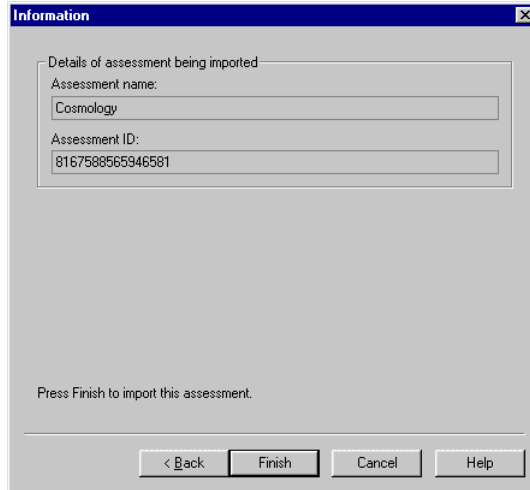 Information
Details of assessment being imported
Assessment name:
Cosmology
Assessment ID:
8167588565946581
Press Finish to import this assessment.
< Back Finish Cancel Help